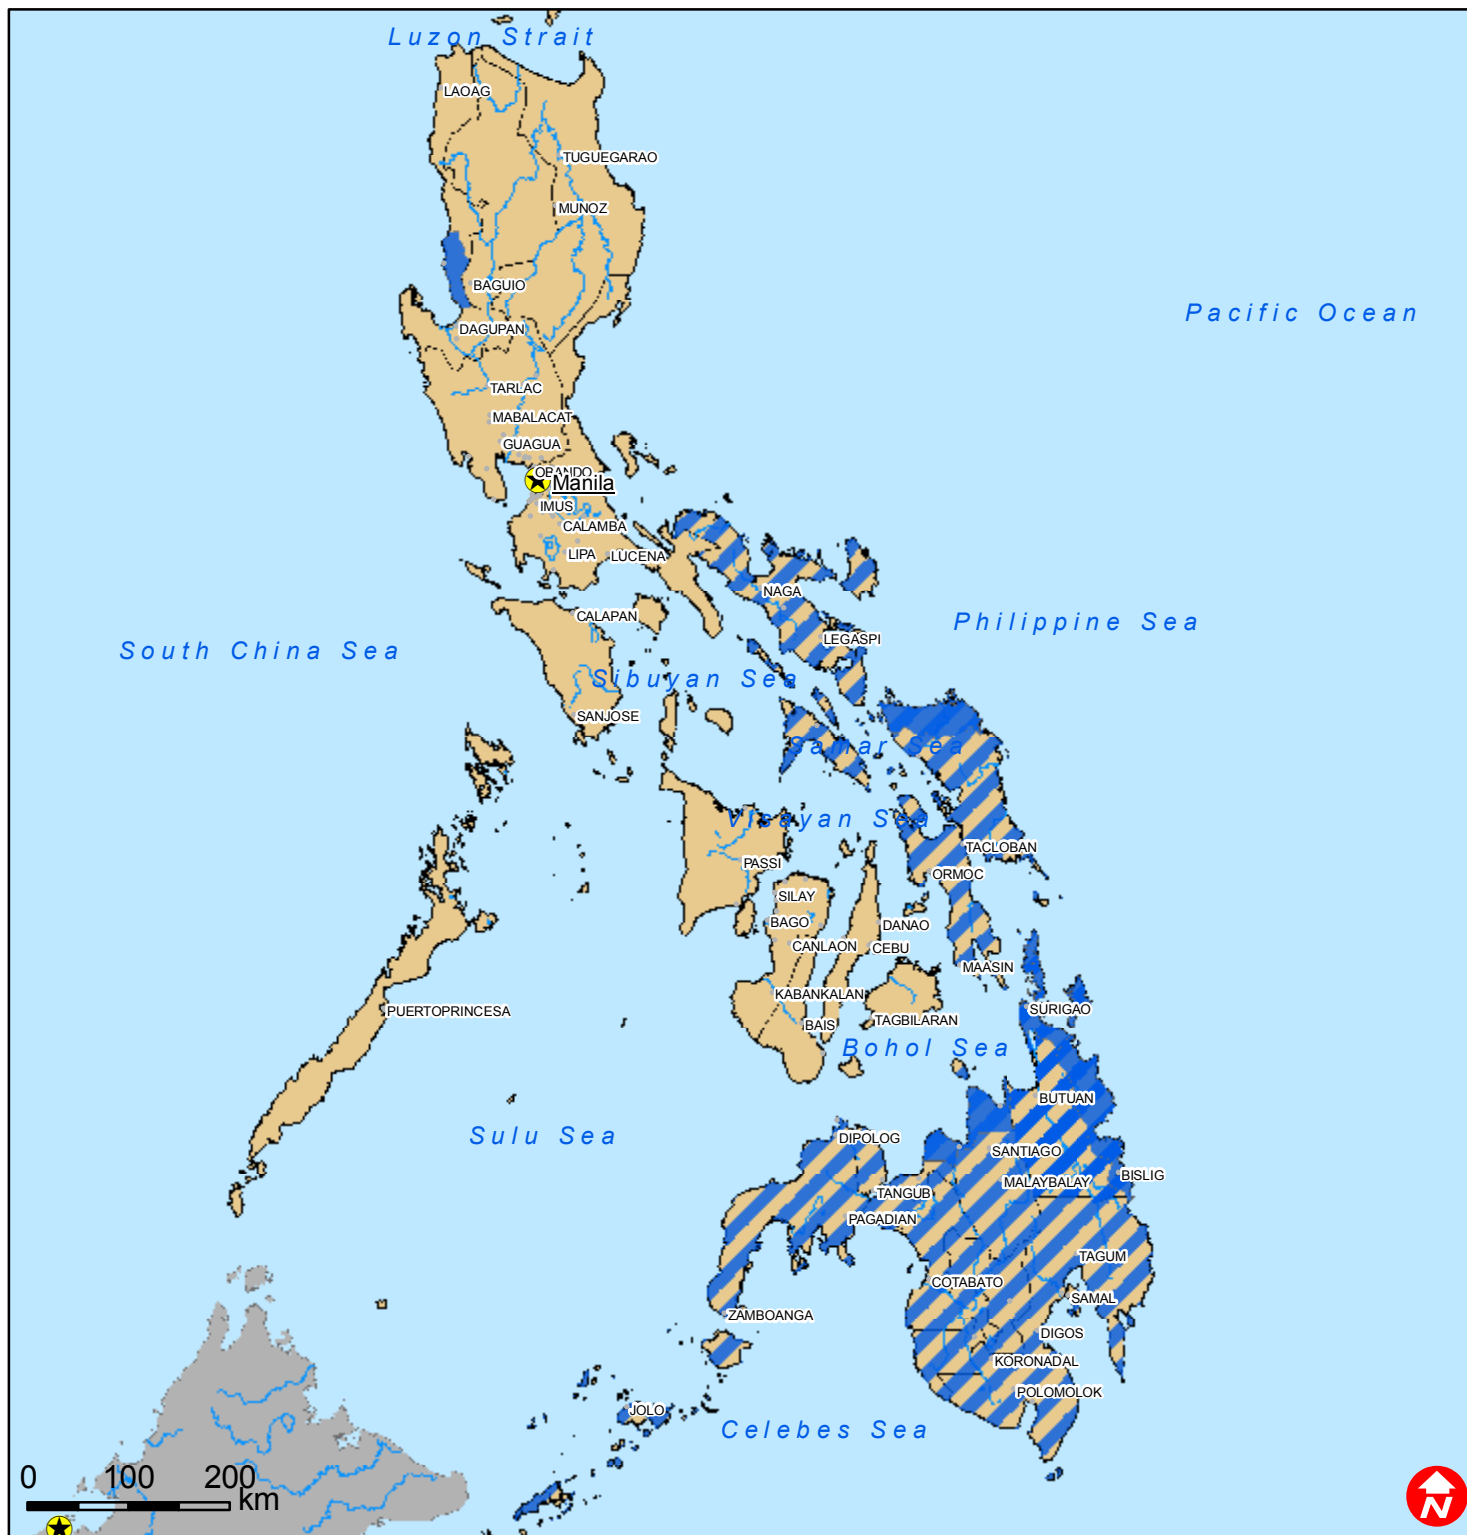 Luzon Strait
LAOAG
TUGUEGARAO
MUNOZ
BAGUIO
Pacific Ocean
DAGUPAN
TARLAC
MABALACAT
GUAGUA
OBANDO
Manila
IMUS
CALAMBA
LIPA
LUCENA
NAGA
CALAPAN
Philippine Sea
LEGASPI
South China Sea
Sibuyan Sea
SANJOSE
Samar Sea
Visayan Sea
TACLOBAN
PASSI
ORMOC
SILAY
BAGO
DANAO
CANLAON
CEBU
MAASIN
KABANKALAN
PUERTOPRINCESA
SURIGAO
TAGBILARAN
BAIS
Bohol Sea
BUTUAN
Sulu Sea
DIPOLOG
SANTIAGO
BISLIG
MALAYBALAY
TANGUB
PAGADIAN
TAGUM
COTABATO
SAMAL
ZAMBOANGA
DIGOS
KORONADAL
POLOMOLOK
JOLO
Celebes Sea
0 100 200
km
N